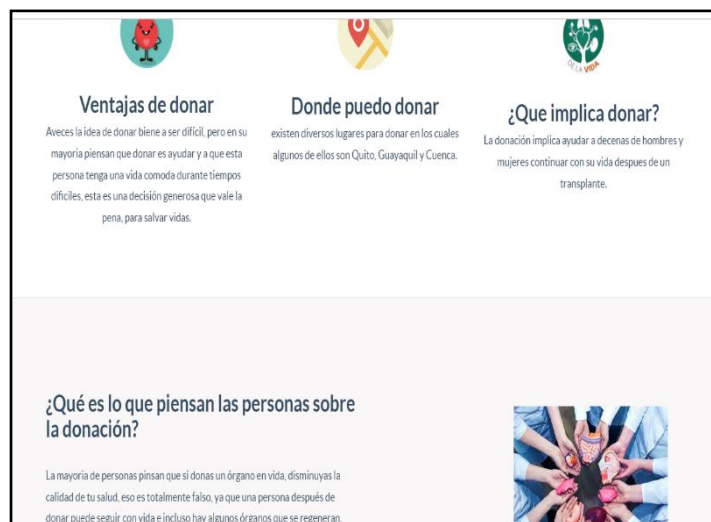 DE LA VIDA
Ventajas de donar
Aveces la idea de donar biene a ser dificil, pero en su
mayoria piensan que donar es ayudar y a que esta
persona tenga una vida comoda durante tiempos
dificiles, esta es una decisión generosa que vale la
pena, para salvar vidas.
Donde puedo donar
existen diversos lugares para donar en los cuales
algunos de ellos son Quito, Guayaquil y Cuenca.
¿Que implica donar?
La donación implica ayudar a decenas de hombres y
mujeres continuar con su vida despues de un
transplante.
¿Qué es lo que piensan las personas sobre
la donación?
La mayoria de personas pinsan que si donas un órgano en vida, disminuyas la
calidad de tu salud, eso es totalmente falso, ya que una persona después de
donar puede seguir con vida e incluso hay algunos órganos que se regeneran.